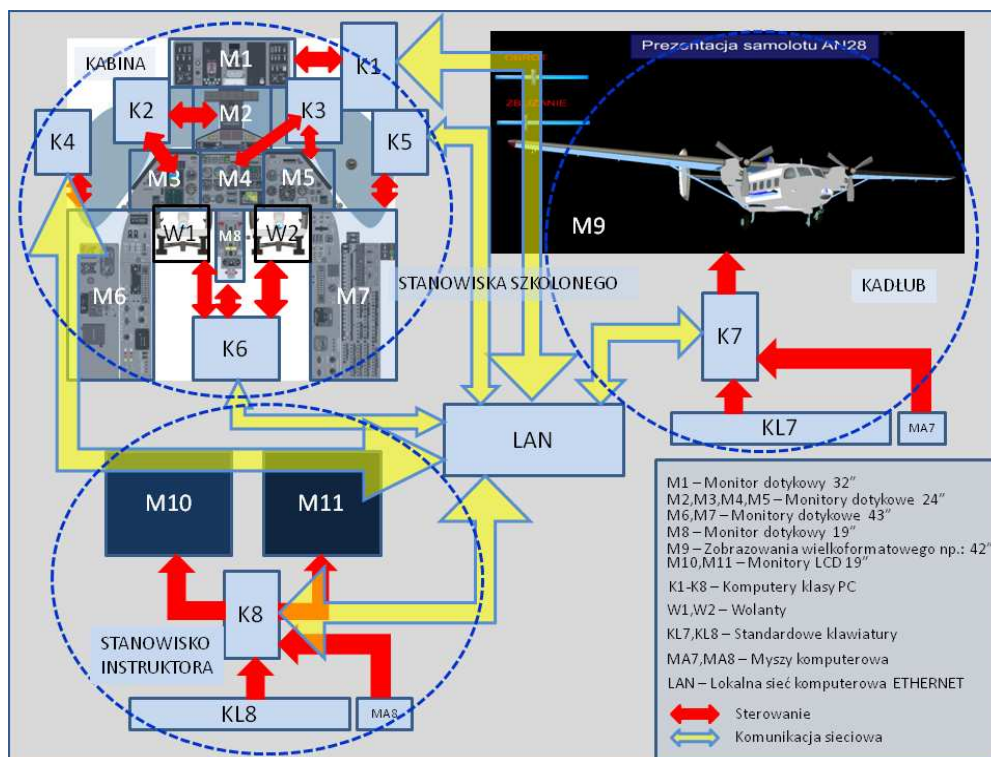 KABINA
M1
K1
K2
M2
K3
K4
K5
M3
M4
M5
W1
M8
W2
M6
M7
K6
STANOWISKA SZKOLONEGO
Prezentacja samolotu AN28
OBRÓT
ZBLIŻANIE
M9
KADŁUB
K7
KL7
MA7
LAN
M10
M11
K8
STANOWISKO
INSTRUKTORA
KL8
MA8
M1 – Monitor dotykowy 32”
M2,M3,M4,M5 – Monitory dotykowe 24”
M6,M7 – Monitory dotykowe 43”
M8 – Monitor dotykowy 19”
M9 – Zobrazowania wielkoformatowego np.: 42”
M10,M11 – Monitory LCD 19”
K1-K8 – Komputery klasy PC
W1,W2 – Wolanty
KL7,KL8 – Standardowe klawiatury
MA7,MA8 – Myszy komputerowa
LAN – Lokalna sieć komputerowa ETHERNET
Sterowanie
Komunikacja sieciowa